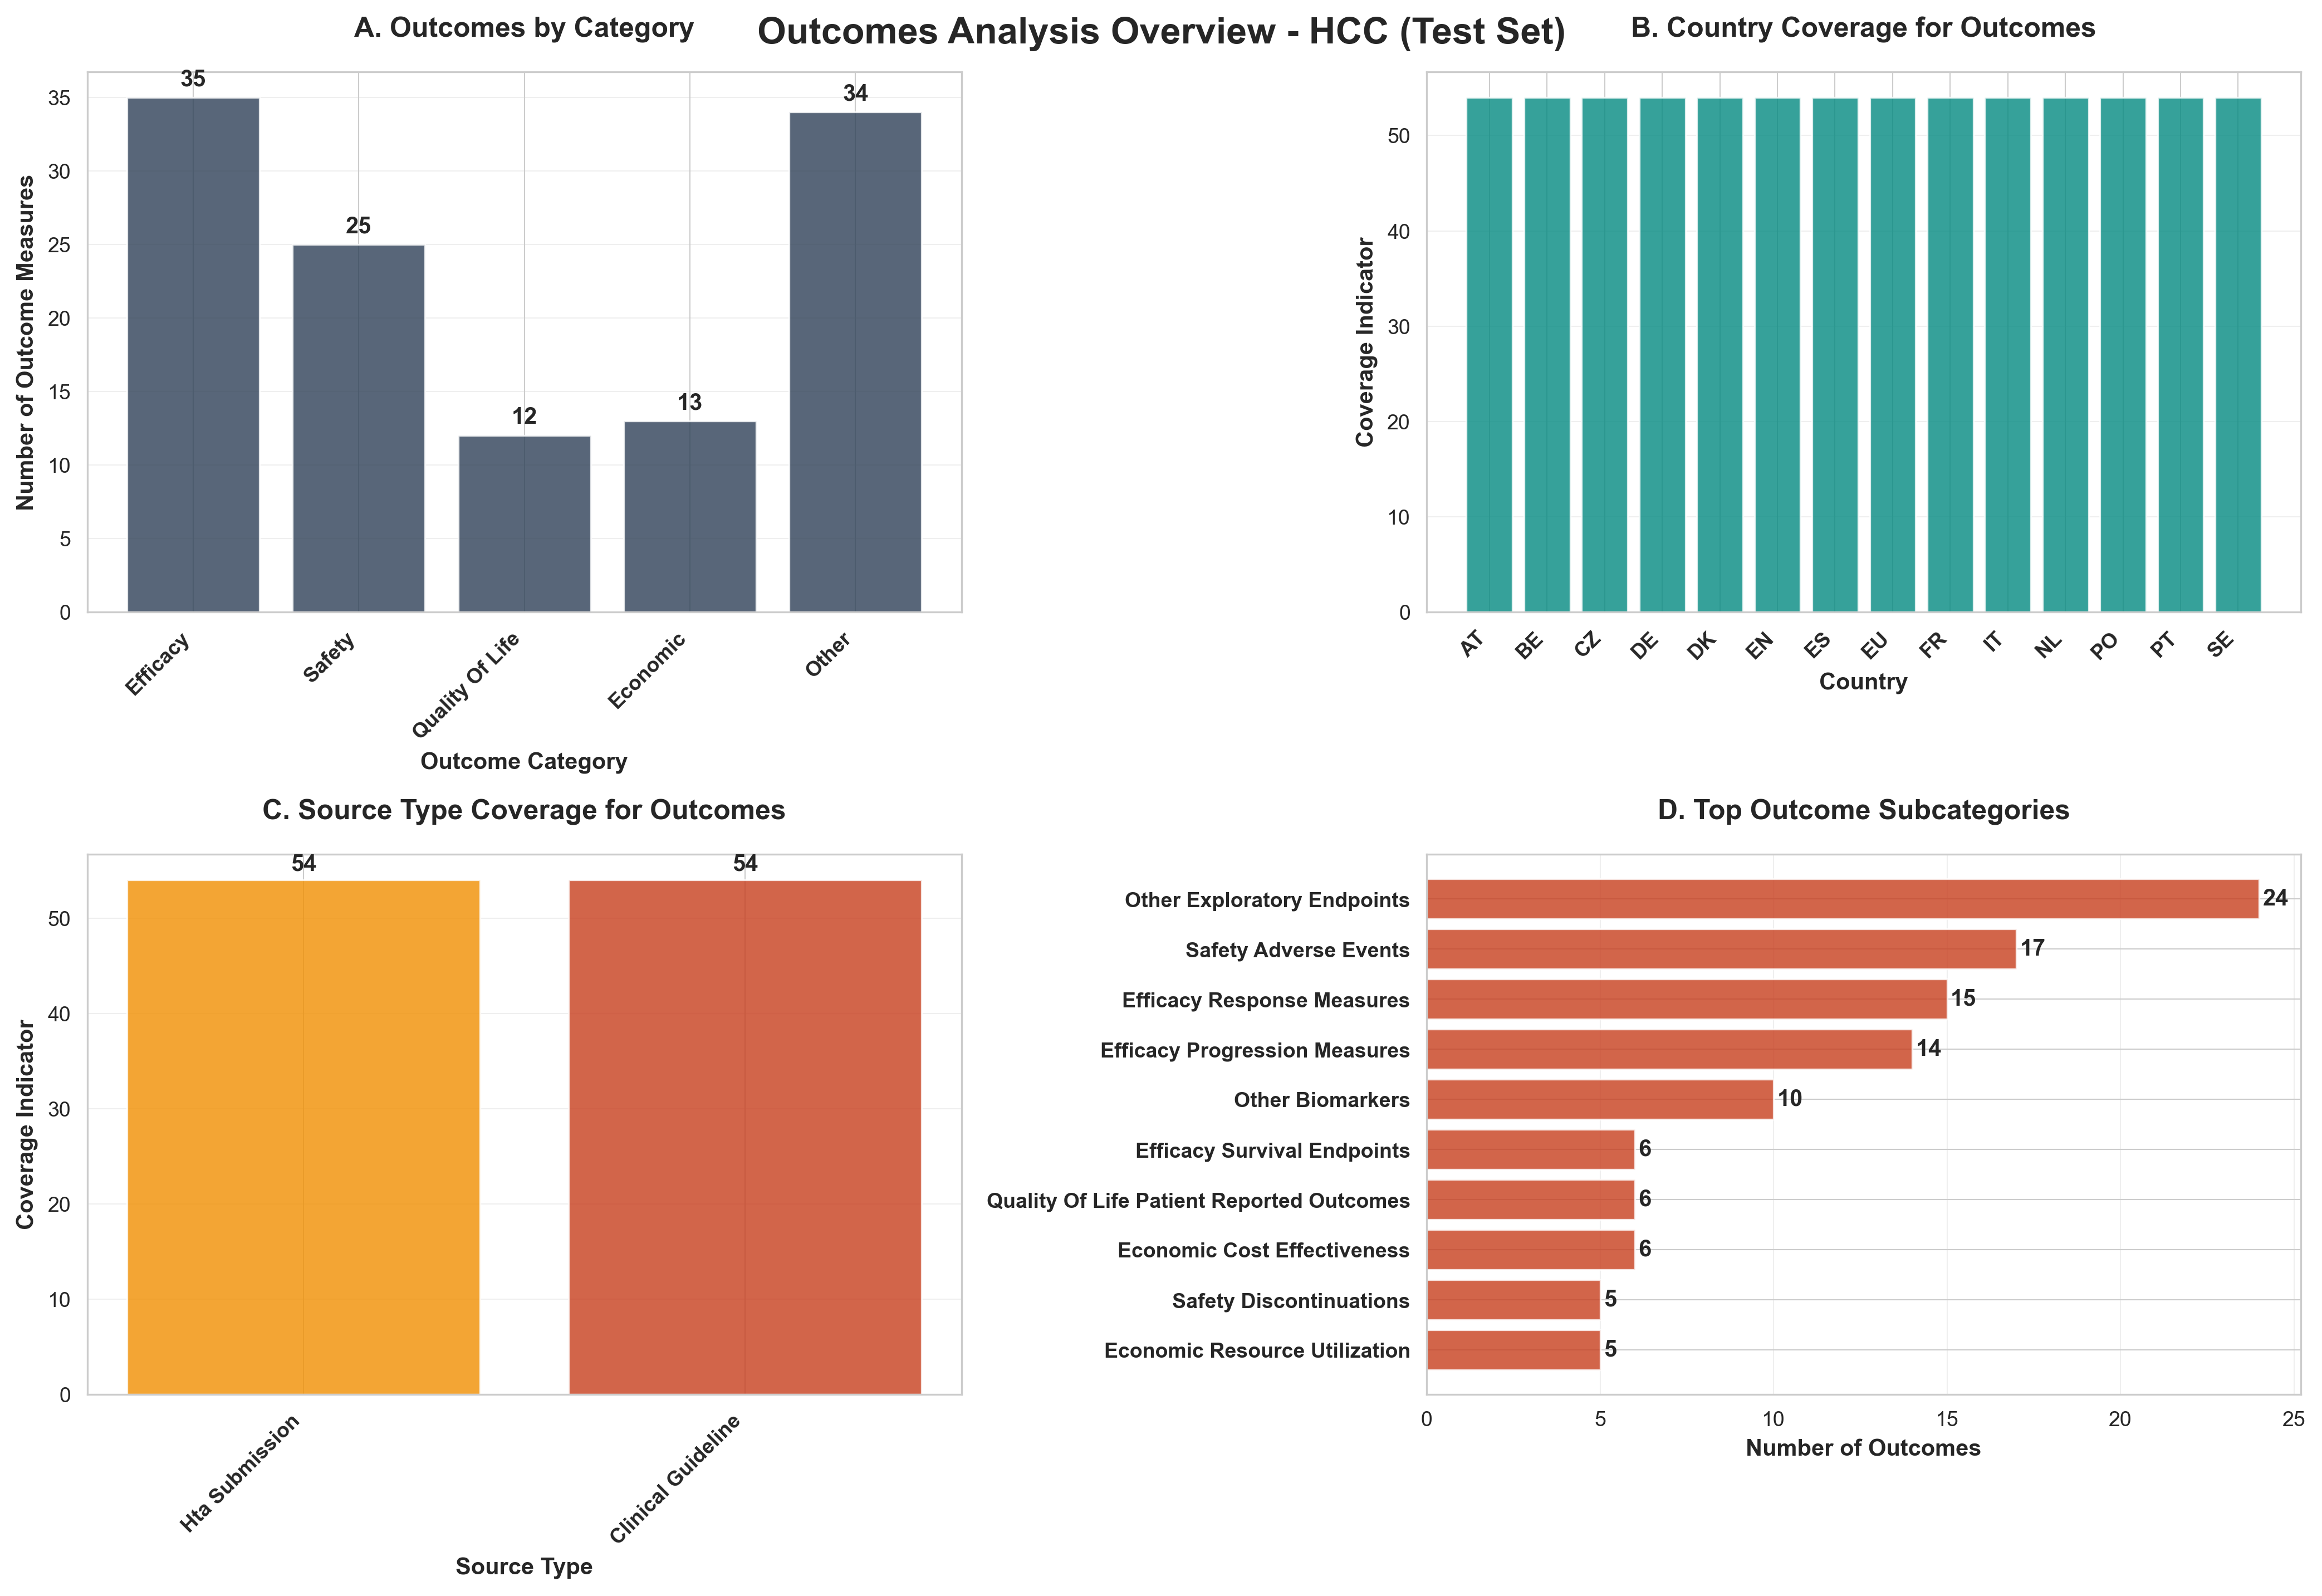 Outcomes Analysis Overview - HCC (Test Set)
A. Outcomes by Category
Number of Outcome Measures
35
30
25
20
15
10
5
0
35
25
12
13
34
Efficacy
Safety
Quality Of Life
Economic
Other
Outcome Category
B. Country Coverage for Outcomes
Coverage Indicator
50
40
30
20
10
0
AT
BE
CZ
DE
DK
EN
ES
EU
FR
IT
NL
PO
PT
SE
Country
C. Source Type Coverage for Outcomes
Coverage Indicator
50
40
30
20
10
0
54
54
Hta Submission
Clinical Guideline
Source Type
D. Top Outcome Subcategories
Other Exploratory Endpoints 24
Safety Adverse Events 17
Efficacy Response Measures 15
Efficacy Progression Measures 14
Other Biomarkers 10
Efficacy Survival Endpoints 6
Quality Of Life Patient Reported Outcomes 6
Economic Cost Effectiveness 6
Safety Discontinuations 5
Economic Resource Utilization 5
0 5 10 15 20 25
Number of Outcomes